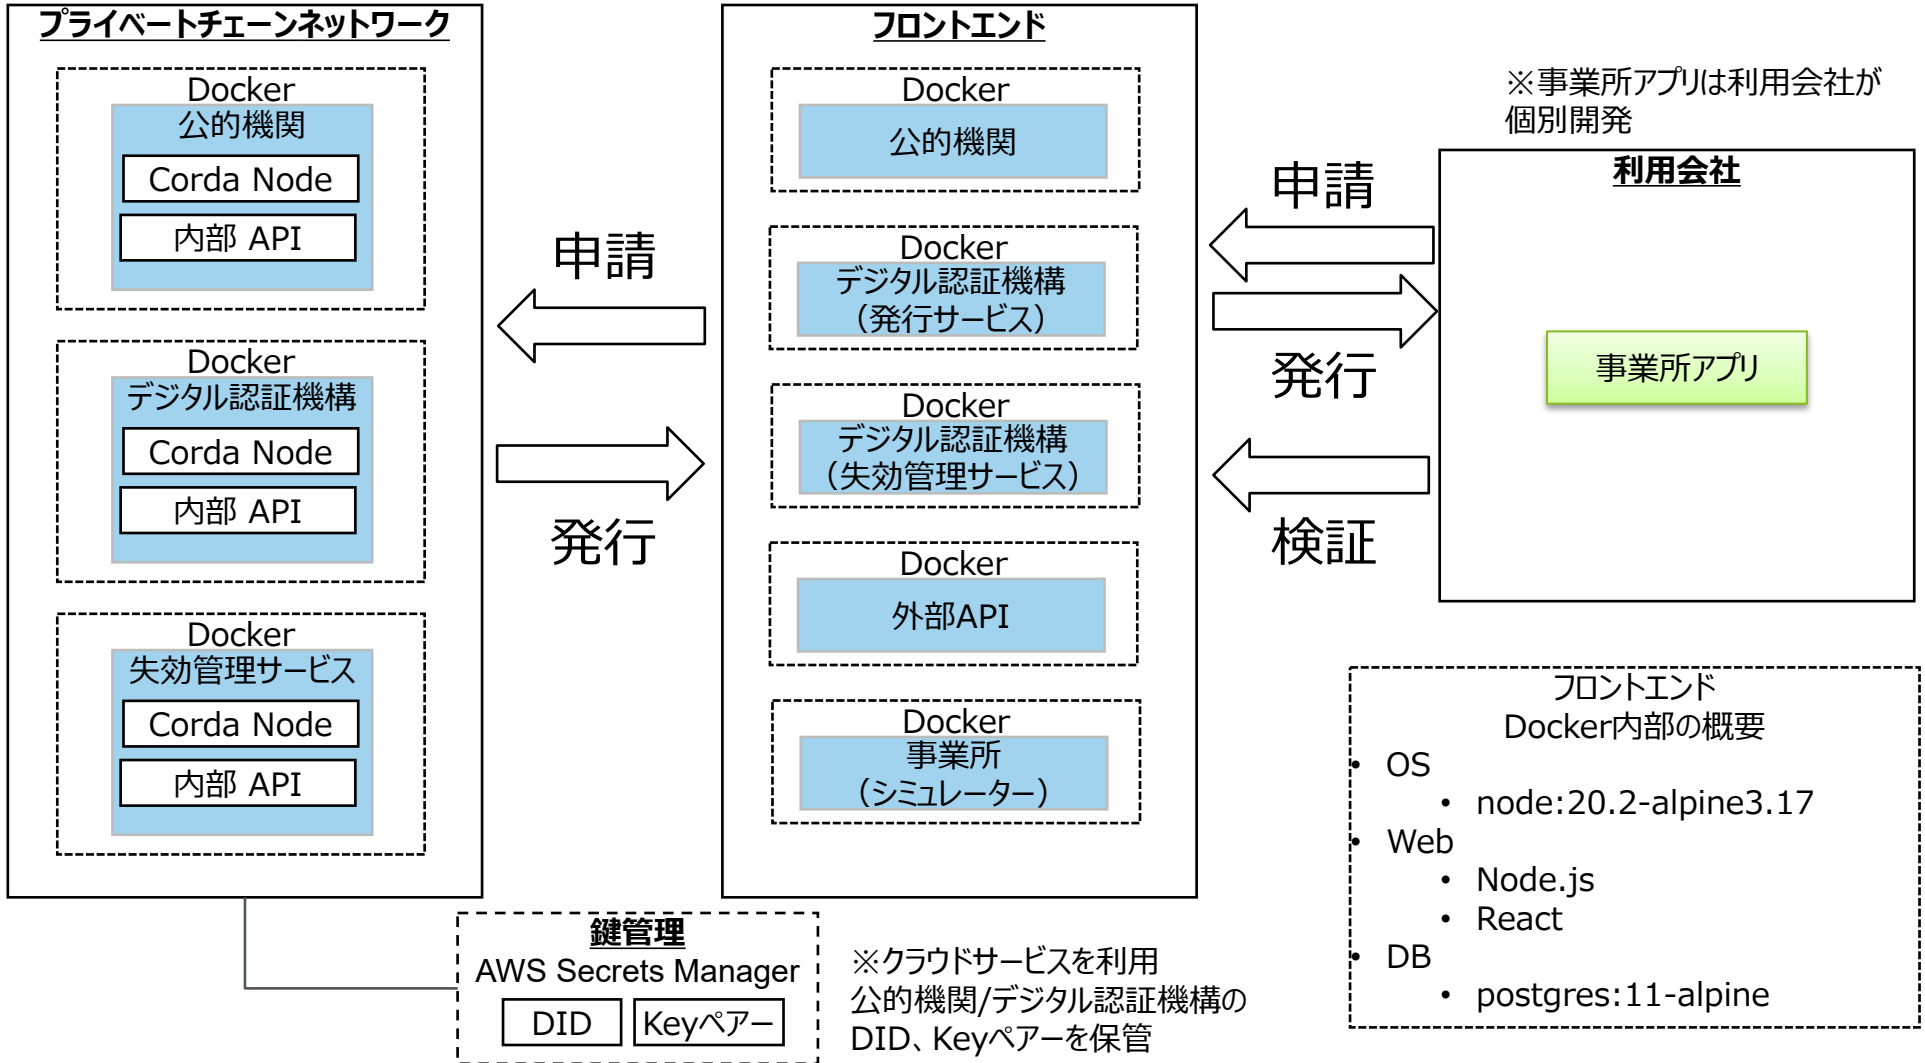 プライベートチェーンネットワーク
Docker
公的機関
Corda Node
内部 API
Docker
デジタル認証機構
Corda Node
内部 API
Docker
失効管理サービス
Corda Node
内部 API
申請
発行
フロントエンド
Docker
公的機関
Docker
デジタル認証機構
（発行サービス）
Docker
デジタル認証機構
（失効管理サービス）
Docker
外部API
Docker
事業所
（シミュレーター）
申請
発行
検証
※事業所アプリは利用会社が
個別開発
利用会社
事業所アプリ
鍵管理
AWS Secrets Manager
DID
Keyペアー
※クラウドサービスを利用
公的機関/デジタル認証機構の
DID、Keyペアーを保管
フロントエンド
Docker内部の概要
• OS
• node:20.2-alpine3.17
• Web
• Node.js
• React
• DB
• postgres:11-alpine